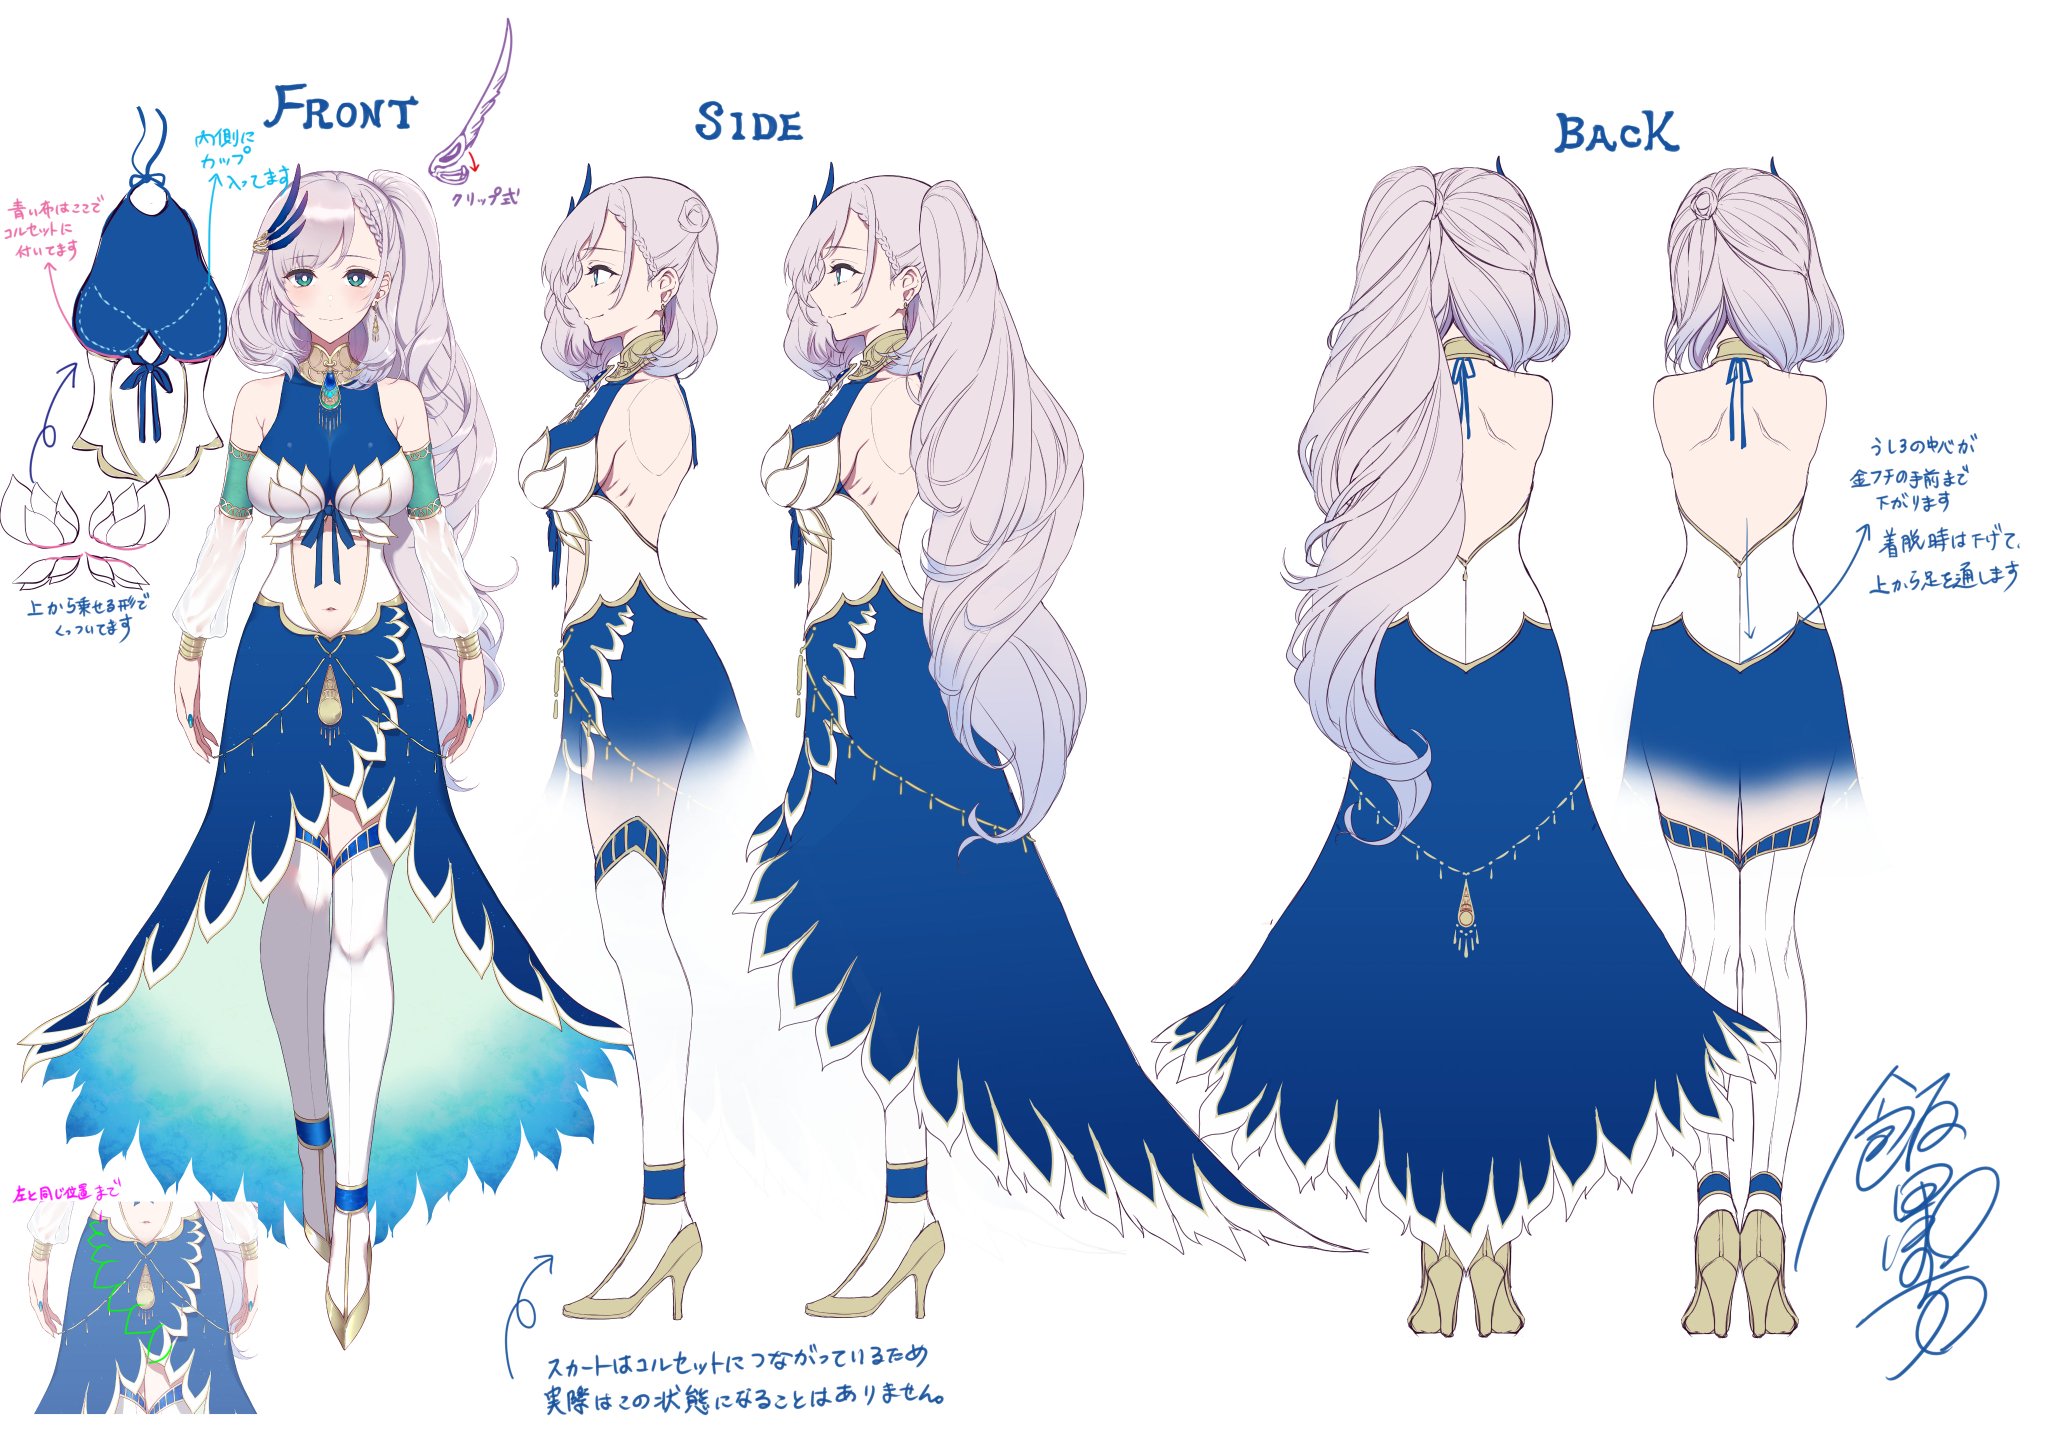 FRONT
SIDE
BACK
クリップ式
内側に
カップ
入ってます
青い布はここで
コルセットに
付いてます
上から乗せる形で
くっついてます
うしろの中心が
金フチの手前まで
下がります
着脱時は下げて、
上から足を通します
左と同じ位置まで
スカートはコルセットにつながっているため
実際はこの状態になることはありません。